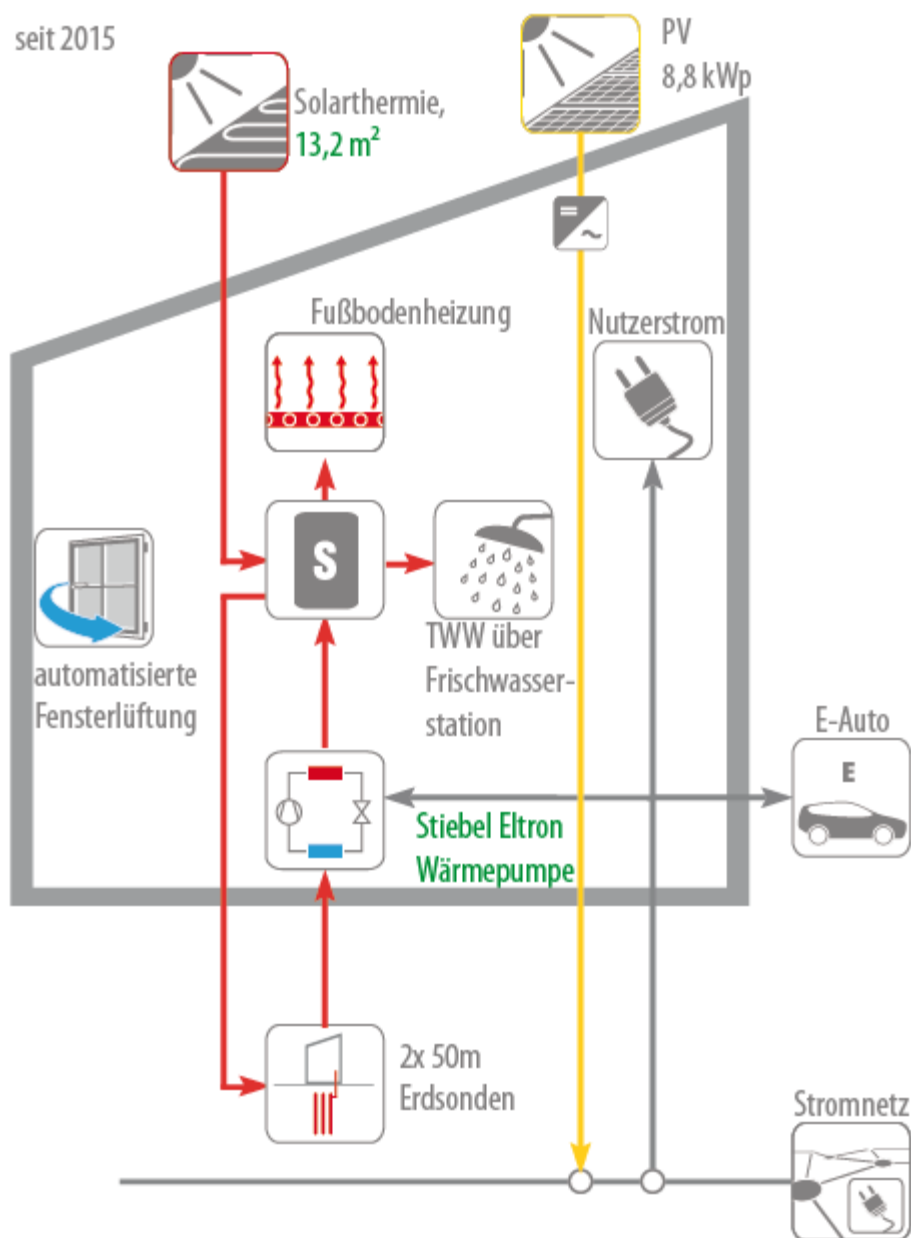 seit 2015
PV
8,8 kWp
Solarthermie,
13,2 m²
Fußbodenheizung
Nutzerstrom
S
TWW über
Frischwasser-
station
automatisierte
Fensterlüftung
E-Auto
E
Stiebel Eltron
Wärmepumpe
2x 50m
Erdsonden
Stromnetz